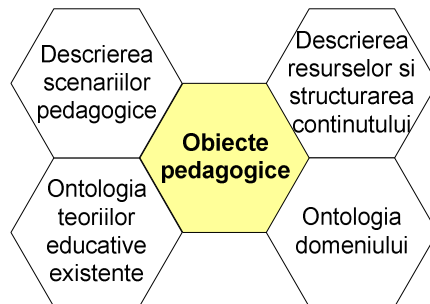 Descrierea
scenariilor
pedagogice
Descrierea
resurselor si
structurarea
continutului
Obiecte
pedagogice
Ontologia
teoriilor
educative
existente
Ontologia
domeniului